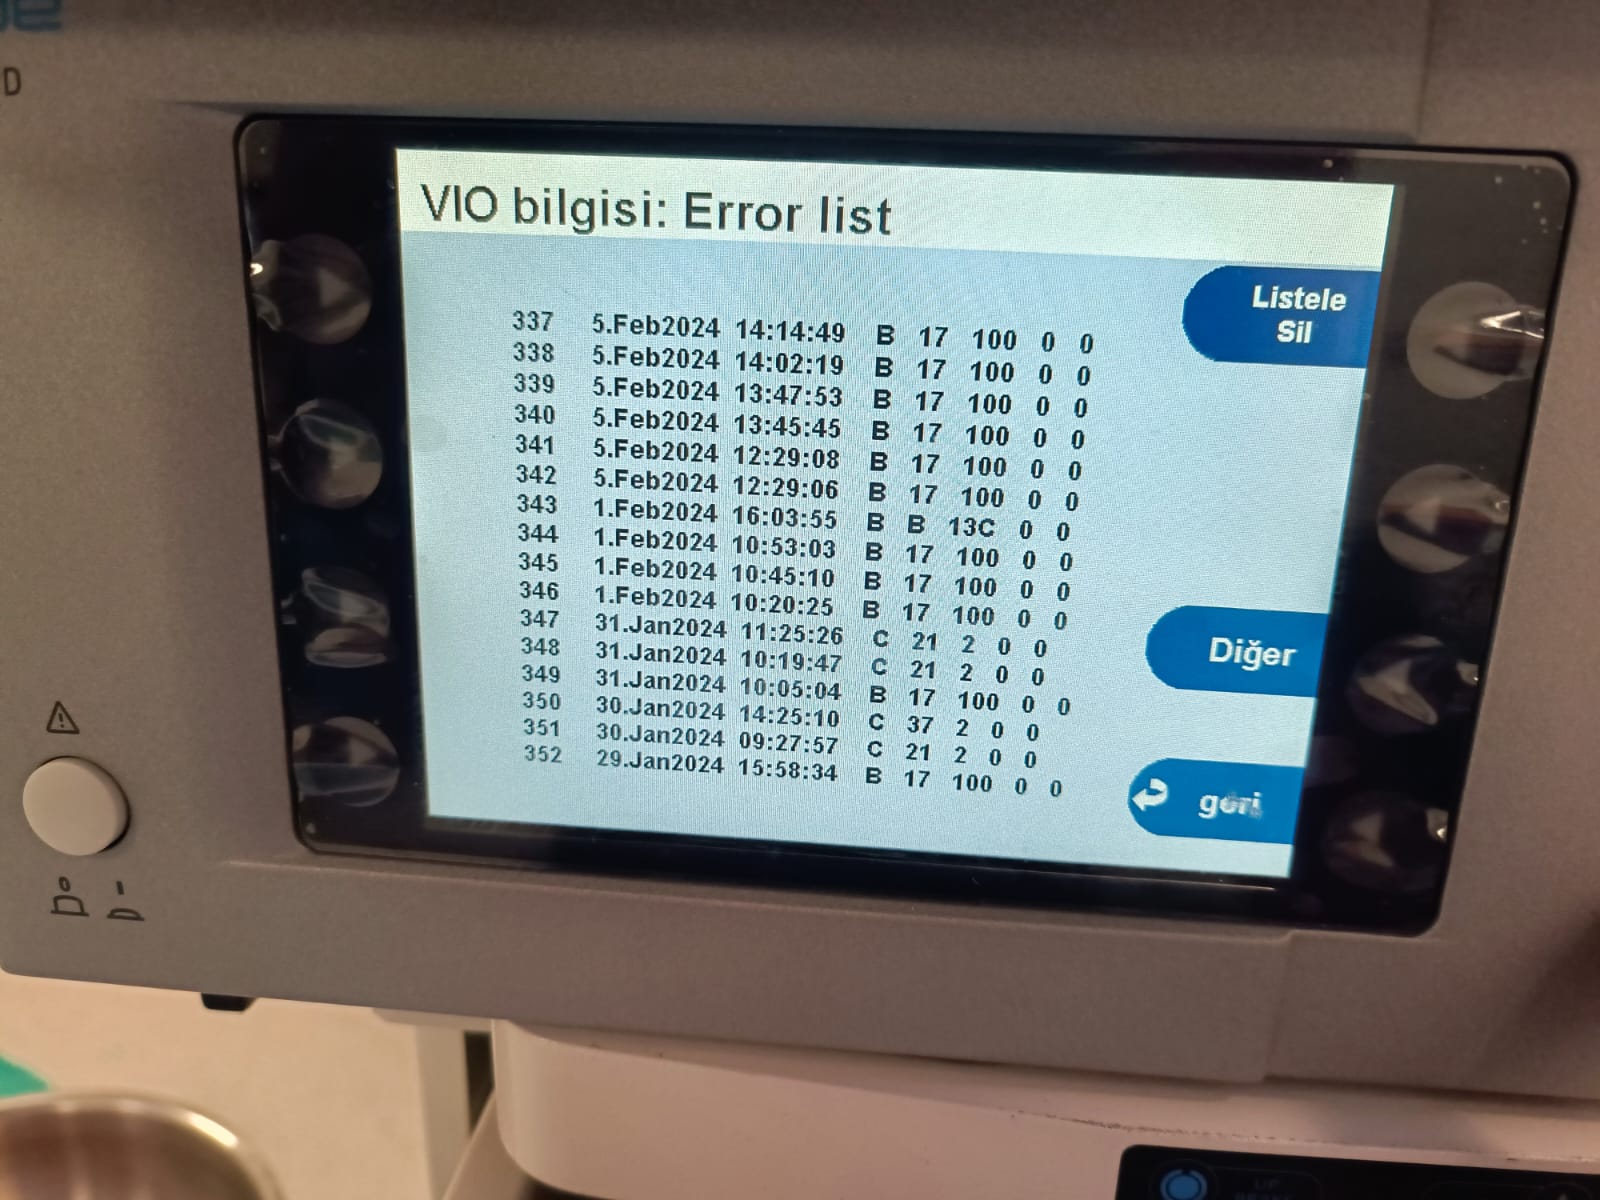 D
VIO bilgisi: Error list
Listele
Sil
337 5.Feb2024 14:14:49 B 17 100 0 0
338 5.Feb2024 14:02:19 B 17 100 0 0
339 5.Feb2024 13:47:53 B 17 100 0 0
340 5.Feb2024 13:45:45 B 17 100 0 0
341 5.Feb2024 12:29:08 B 17 100 0 0
342 5.Feb2024 12:29:06 B 17 100 0 0
343 1.Feb2024 16:03:55 B B 13C 0 0
344 1.Feb2024 10:53:03 B 17 100 0 0
345 1.Feb2024 10:45:10 B 17 100 0 0
346 1.Feb2024 10:20:25 B 17 100 0 0
347 31.Jan2024 11:25:26 C 21 2 0 0
348 31.Jan2024 10:19:47 C 21 2 0 0
349 31.Jan2024 10:05:04 B 17 100 0 0
350 30.Jan2024 14:25:10 C 37 2 0 0
351 30.Jan2024 09:27:57 C 21 2 0 0
352 29.Jan2024 15:58:34 B 17 100 0 0
Diğer
geri
UP